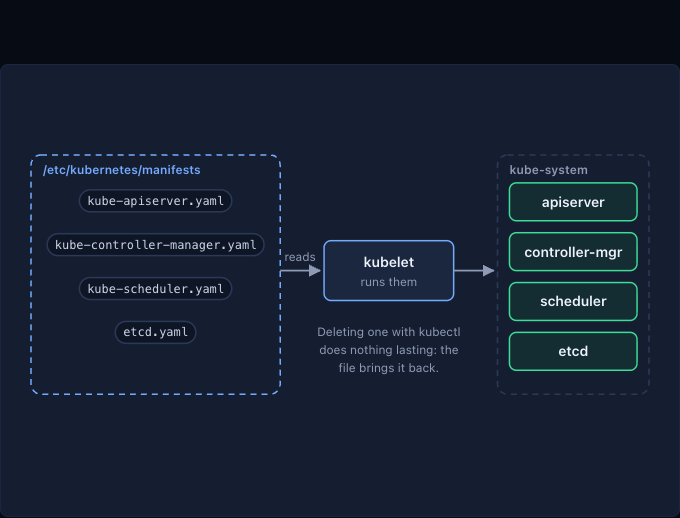 /etc/kubernetes/manifests
kube-apiserver.yaml
kube-controller-manager.yaml
kube-scheduler.yaml
etcd.yaml
reads
kubelet
runs them
Deleting one with kubectl
does nothing lasting: the
file brings it back.
kube-system
apiserver
controller-mgr
scheduler
etcd